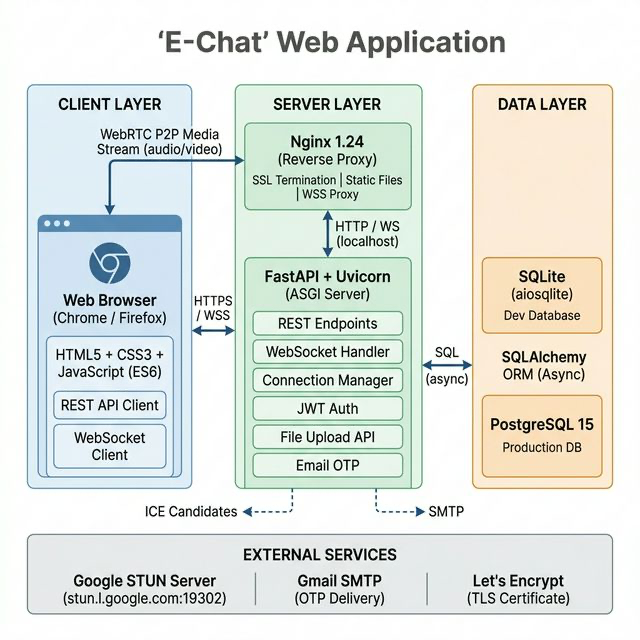 ‘E-Chat’ Web Application
CLIENT LAYER
WebRTC P2P Media
Stream (audio/video)
Web Browser
(Chrome / Firefox)
HTML5 + CSS3 +
JavaScript (ES6)
REST API Client
WebSocket
Client
HTTPS
/ WSS
SERVER LAYER
Nginx 1.24
(Reverse Proxy)
SSL Termination | Static Files
| WSS Proxy
HTTP / WS
(localhost)
FastAPI + Uvicorn
(ASGI Server)
REST Endpoints
WebSocket Handler
Connection Manager
JWT Auth
File Upload API
Email OTP
SQL
(async)
DATA LAYER
SQLite
(aiosqlite)
Dev Database
SQLAlchemy
ORM (Async)
PostgreSQL 15
Production DB
ICE Candidates
SMTP
EXTERNAL SERVICES
Google STUN Server
(stun.l.google.com:19302)
Gmail SMTP
(OTP Delivery)
Let's Encrypt
(TLS Certificate)